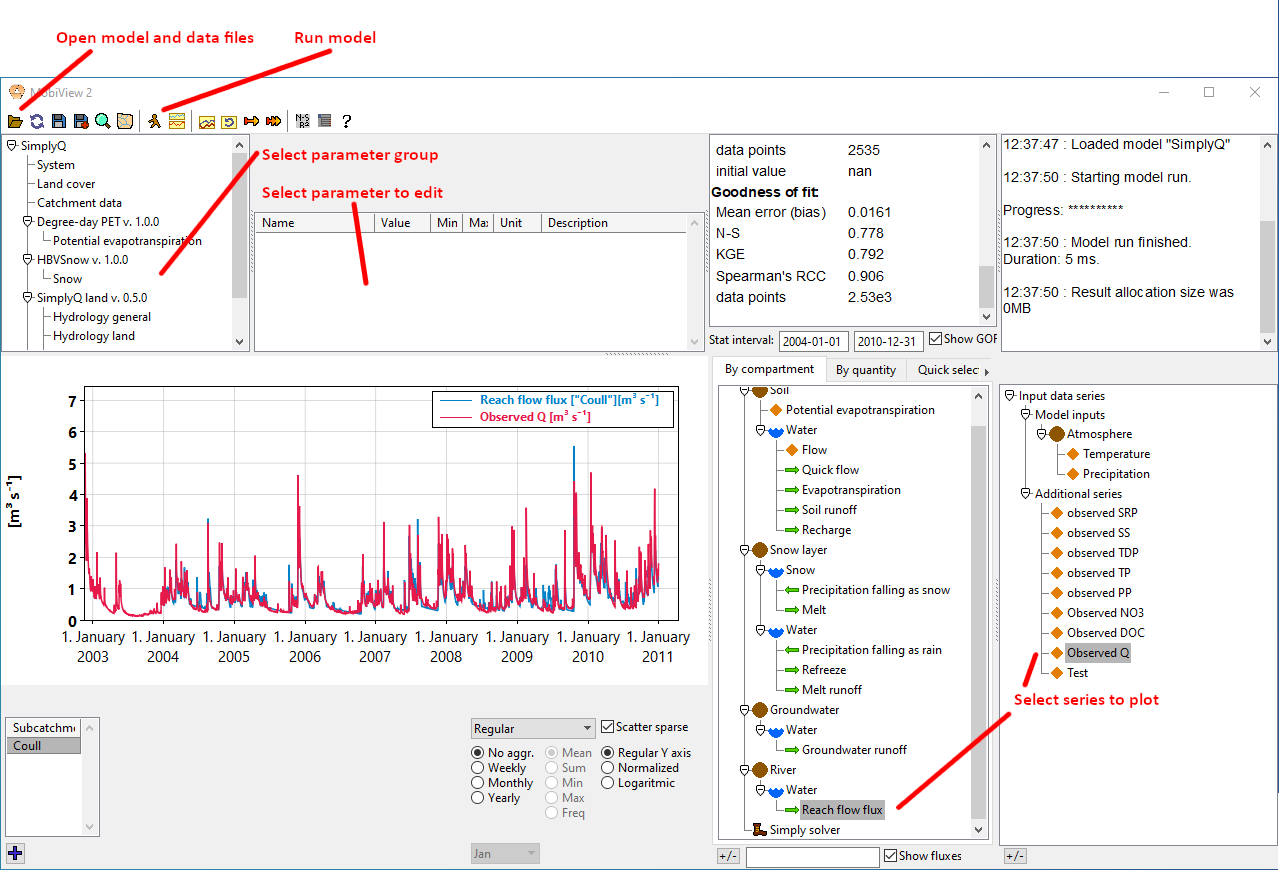 Open model and data files
Run model
MobiView 2
N-S
R2
?
SimplyQ
System
Land cover
Catchment data
Degree-day PET v. 1.0.0
Potential evapotranspiration
HBVSnow v. 1.0.0
Snow
SimplyQ land v. 0.5.0
Hydrology general
Hydrology land
Select parameter group
Select parameter to edit
Name Value Min Max Unit Description
data points 2535
initial value nan
Goodness of fit:
Mean error (bias) 0.0161
N-S 0.778
KGE 0.792
Spearman's RCC 0.906
data points 2.53e3
Stat interval: 2004-01-01 2010-12-31 Show GOF
12:37:47 : Loaded model "SimplyQ"
12:37:50 : Starting model run.
Progress: **********
12:37:50 : Model run finished.
Duration: 5 ms.
12:37:50 : Result allocation size was
0MB
Reach flow flux ["Coull"][m³ s⁻¹]
Observed Q [m³ s⁻¹]
[m³ s⁻¹]
7
6
5
4
3
2
1
0
1. January 1. January 1. January 1. January 1. January 1. January 1. January 1. January 1. January
2003 2004 2005 2006 2007 2008 2009 2010 2011
Subcatchme
Coull
Regular
Scatter sparse
No aggr. Mean Regular Y axis
Weekly Sum Normalized
Monthly Min Logaritmic
Yearly Max
Freq
Jan
By compartment By quantity Quick selec
Soil
Potential evapotranspiration
Water
Flow
Quick flow
Evapotranspiration
Soil runoff
Recharge
Snow layer
Snow
Precipitation falling as snow
Melt
Water
Precipitation falling as rain
Refreeze
Melt runoff
Groundwater
Water
Groundwater runoff
River
Water
Reach flow flux
Simply solver
+/- Show fluxes
Input data series
Model inputs
Atmosphere
Temperature
Precipitation
Additional series
observed SRP
observed SS
observed TDP
observed TP
observed PP
Observed NO3
Observed DOC
Observed Q
Test
Select series to plot
+/-